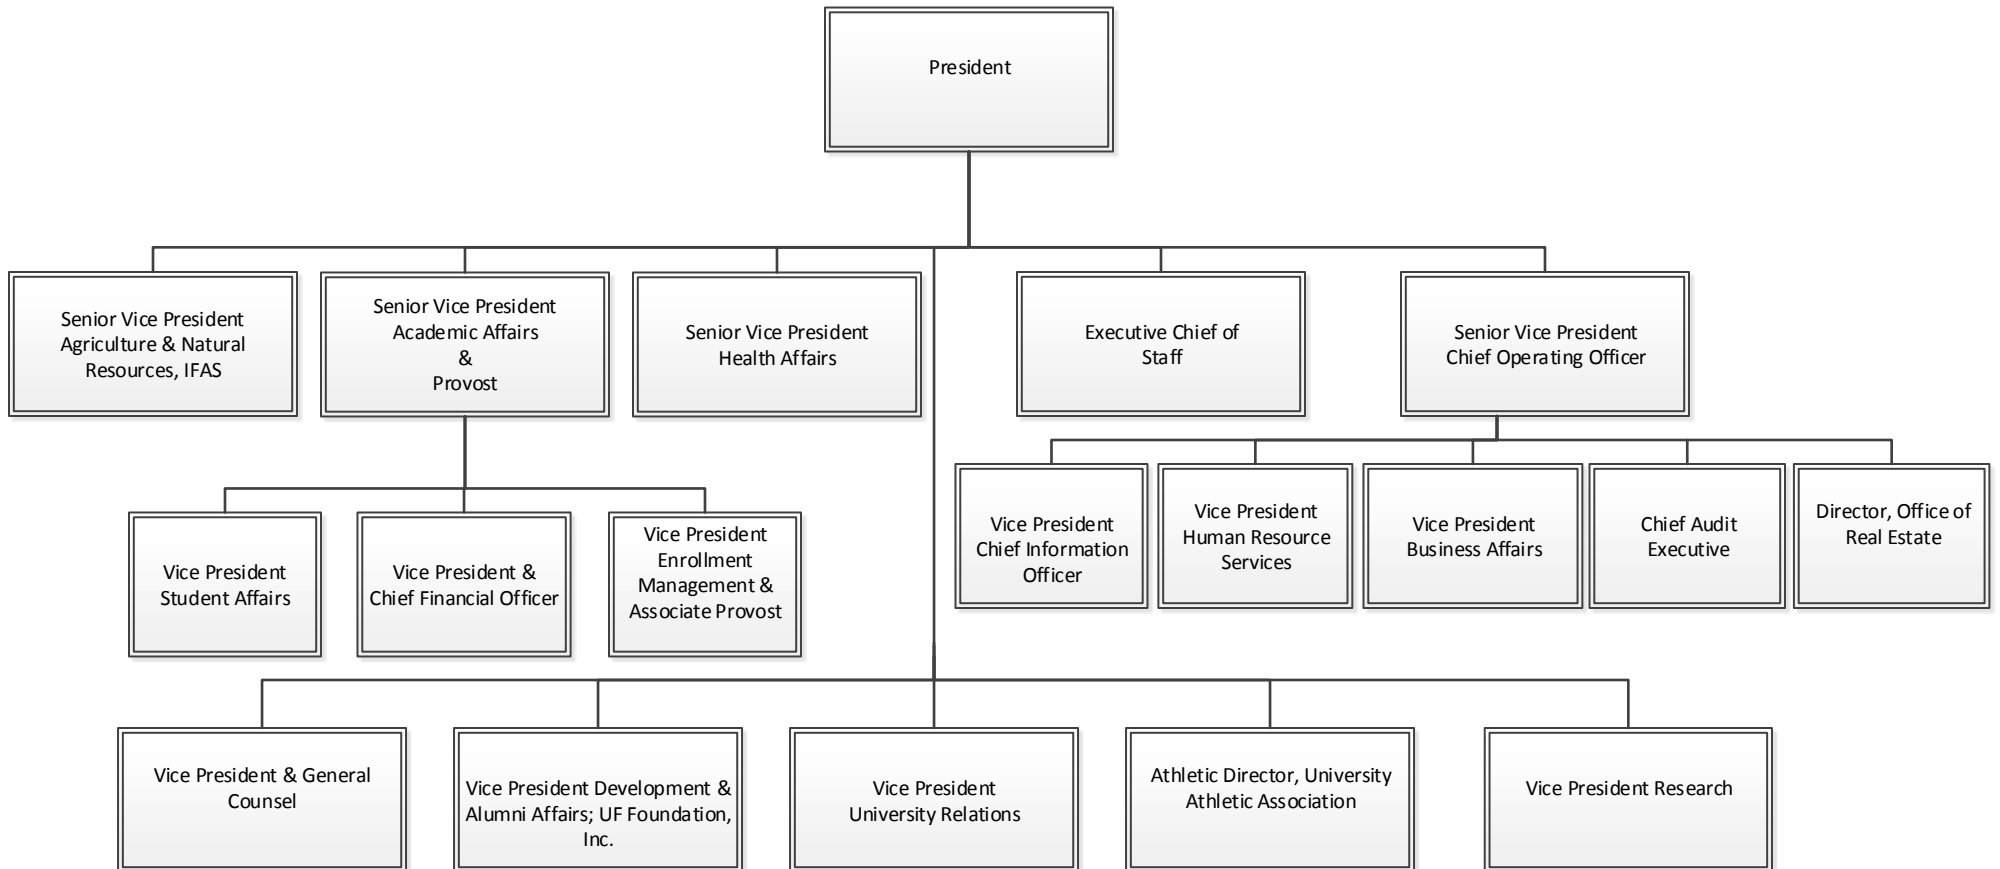 President
Senior Vice President
Agriculture & Natural
Resources, IFAS
Senior Vice President
Academic Affairs
&
Provost
Senior Vice President
Health Affairs
Executive Chief of
Staff
Senior Vice President
Chief Operating Officer
Vice President
Student Affairs
Vice President &
Chief Financial Officer
Vice President
Enrollment
Management &
Associate Provost
Vice President
Chief Information
Officer
Vice President
Human Resource
Services
Vice President
Business Affairs
Chief Audit
Executive
Director, Office of
Real Estate
Vice President & General
Counsel
Vice President Development &
Alumni Affairs; UF Foundation,
Inc.
Vice President
University Relations
Athletic Director, University
Athletic Association
Vice President Research